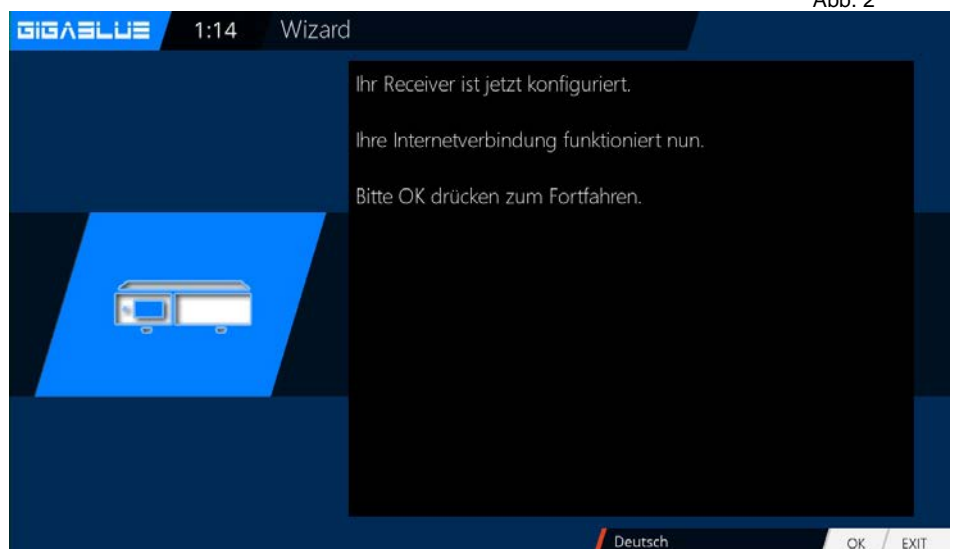 Abb. 2
GIGABLUE 1:14 Wizard
Ihr Receiver ist jetzt konfiguriert.
Ihre Internetverbindung funktioniert nun.
Bitte OK drücken zum Fortfahren.
Deutsch OK EXIT